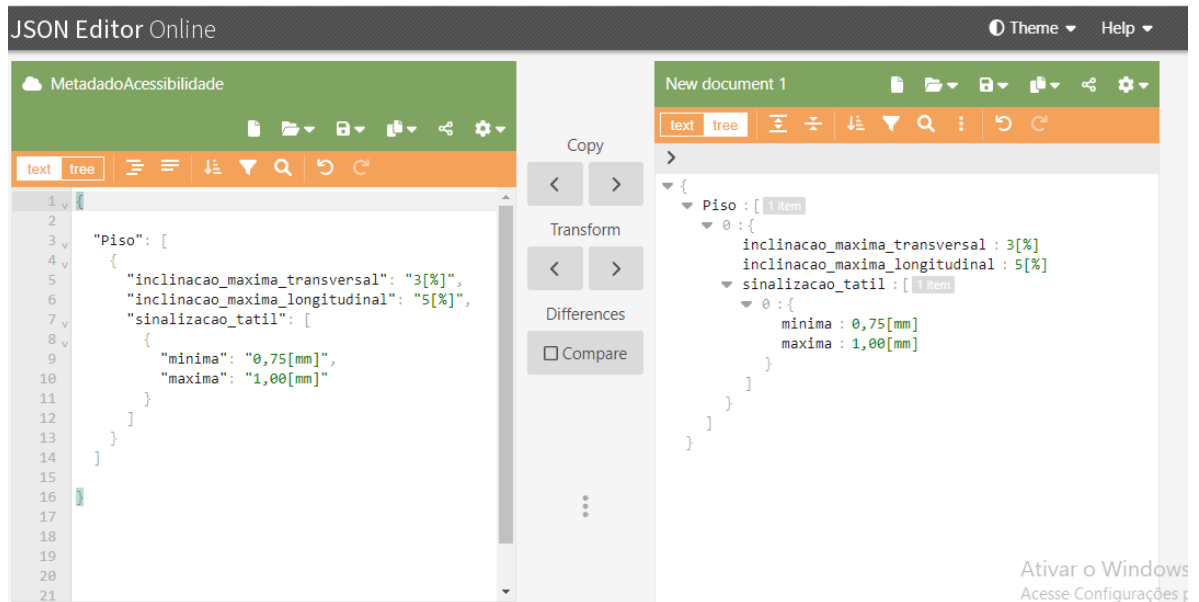 JSON Editor Online
Theme Help
MetadadoAcessibilidade
text tree
1 {
2
3 "Piso": [
4 {
5 "inclinacao_maxima_transversal": "3[%]",
6 "inclinacao_maxima_longitudinal": "5[%]",
7 "sinalizacao_tatil": [
8 {
9 "minima": "0,75[mm]",
10 "maxima": "1,00[mm]"
11 }
12 ]
13 }
14 ]
15
16 }
17
18
19
20
21
Copy
< >
Transform
< >
Differences
Compare
New document 1
text tree
>
{
Piso : [ 1 item
0 : {
inclinacao_maxima_transversal : 3[%]
inclinacao_maxima_longitudinal : 5[%]
sinalizacao_tatil : [ 1 item
0 : {
minima : 0,75[mm]
maxima : 1,00[mm]
}
]
}
]
}
Ativar o Windows
Acesse Configurações p